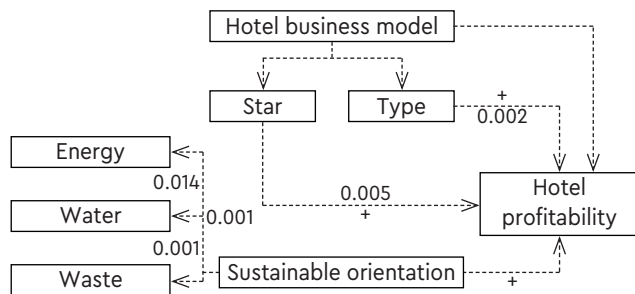 Hotel business model
Star
Type
+
0.002
Energy
0.014
Water
0.001
0.001
Waste
0.005
+
Hotel
profitability
Sustainable orientation
+